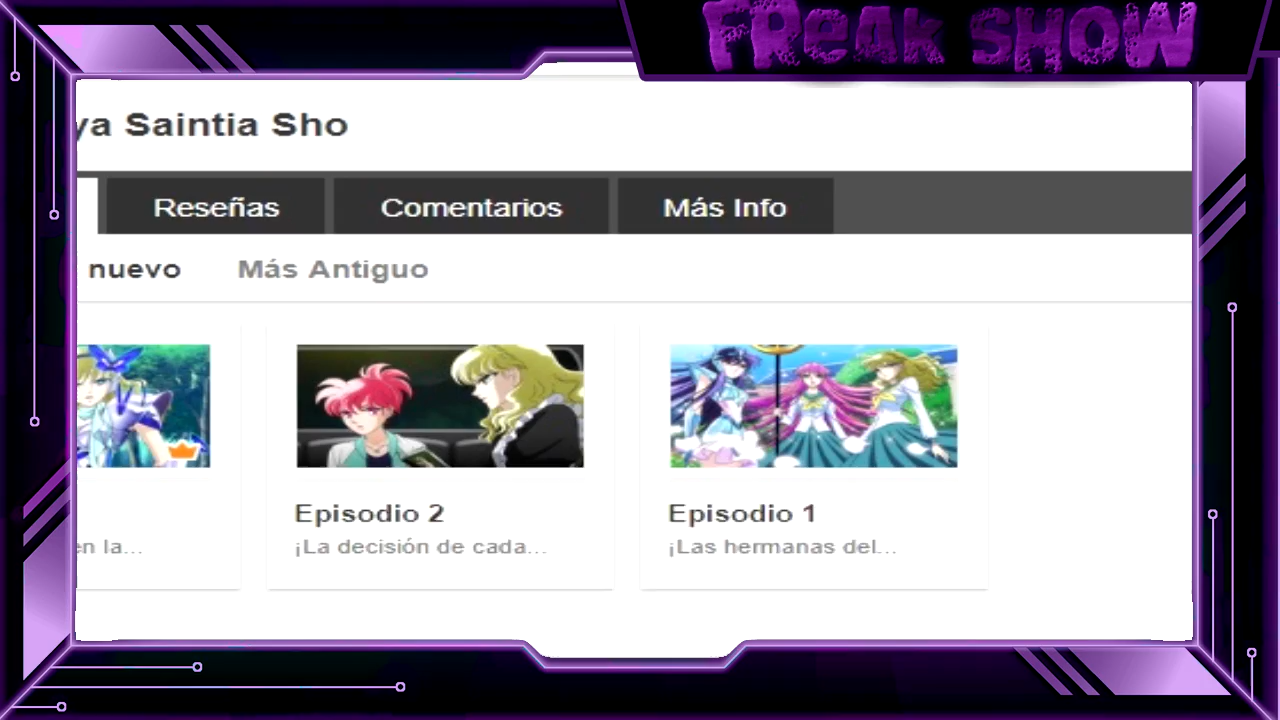 FReaK SHOW
ya Saintia Sho
Reseñas Comentarios Más Info
nuevo Más Antiguo
Episodio 2 Episodio 1
en la... ¡La decisión de cada... ¡Las hermanas del...